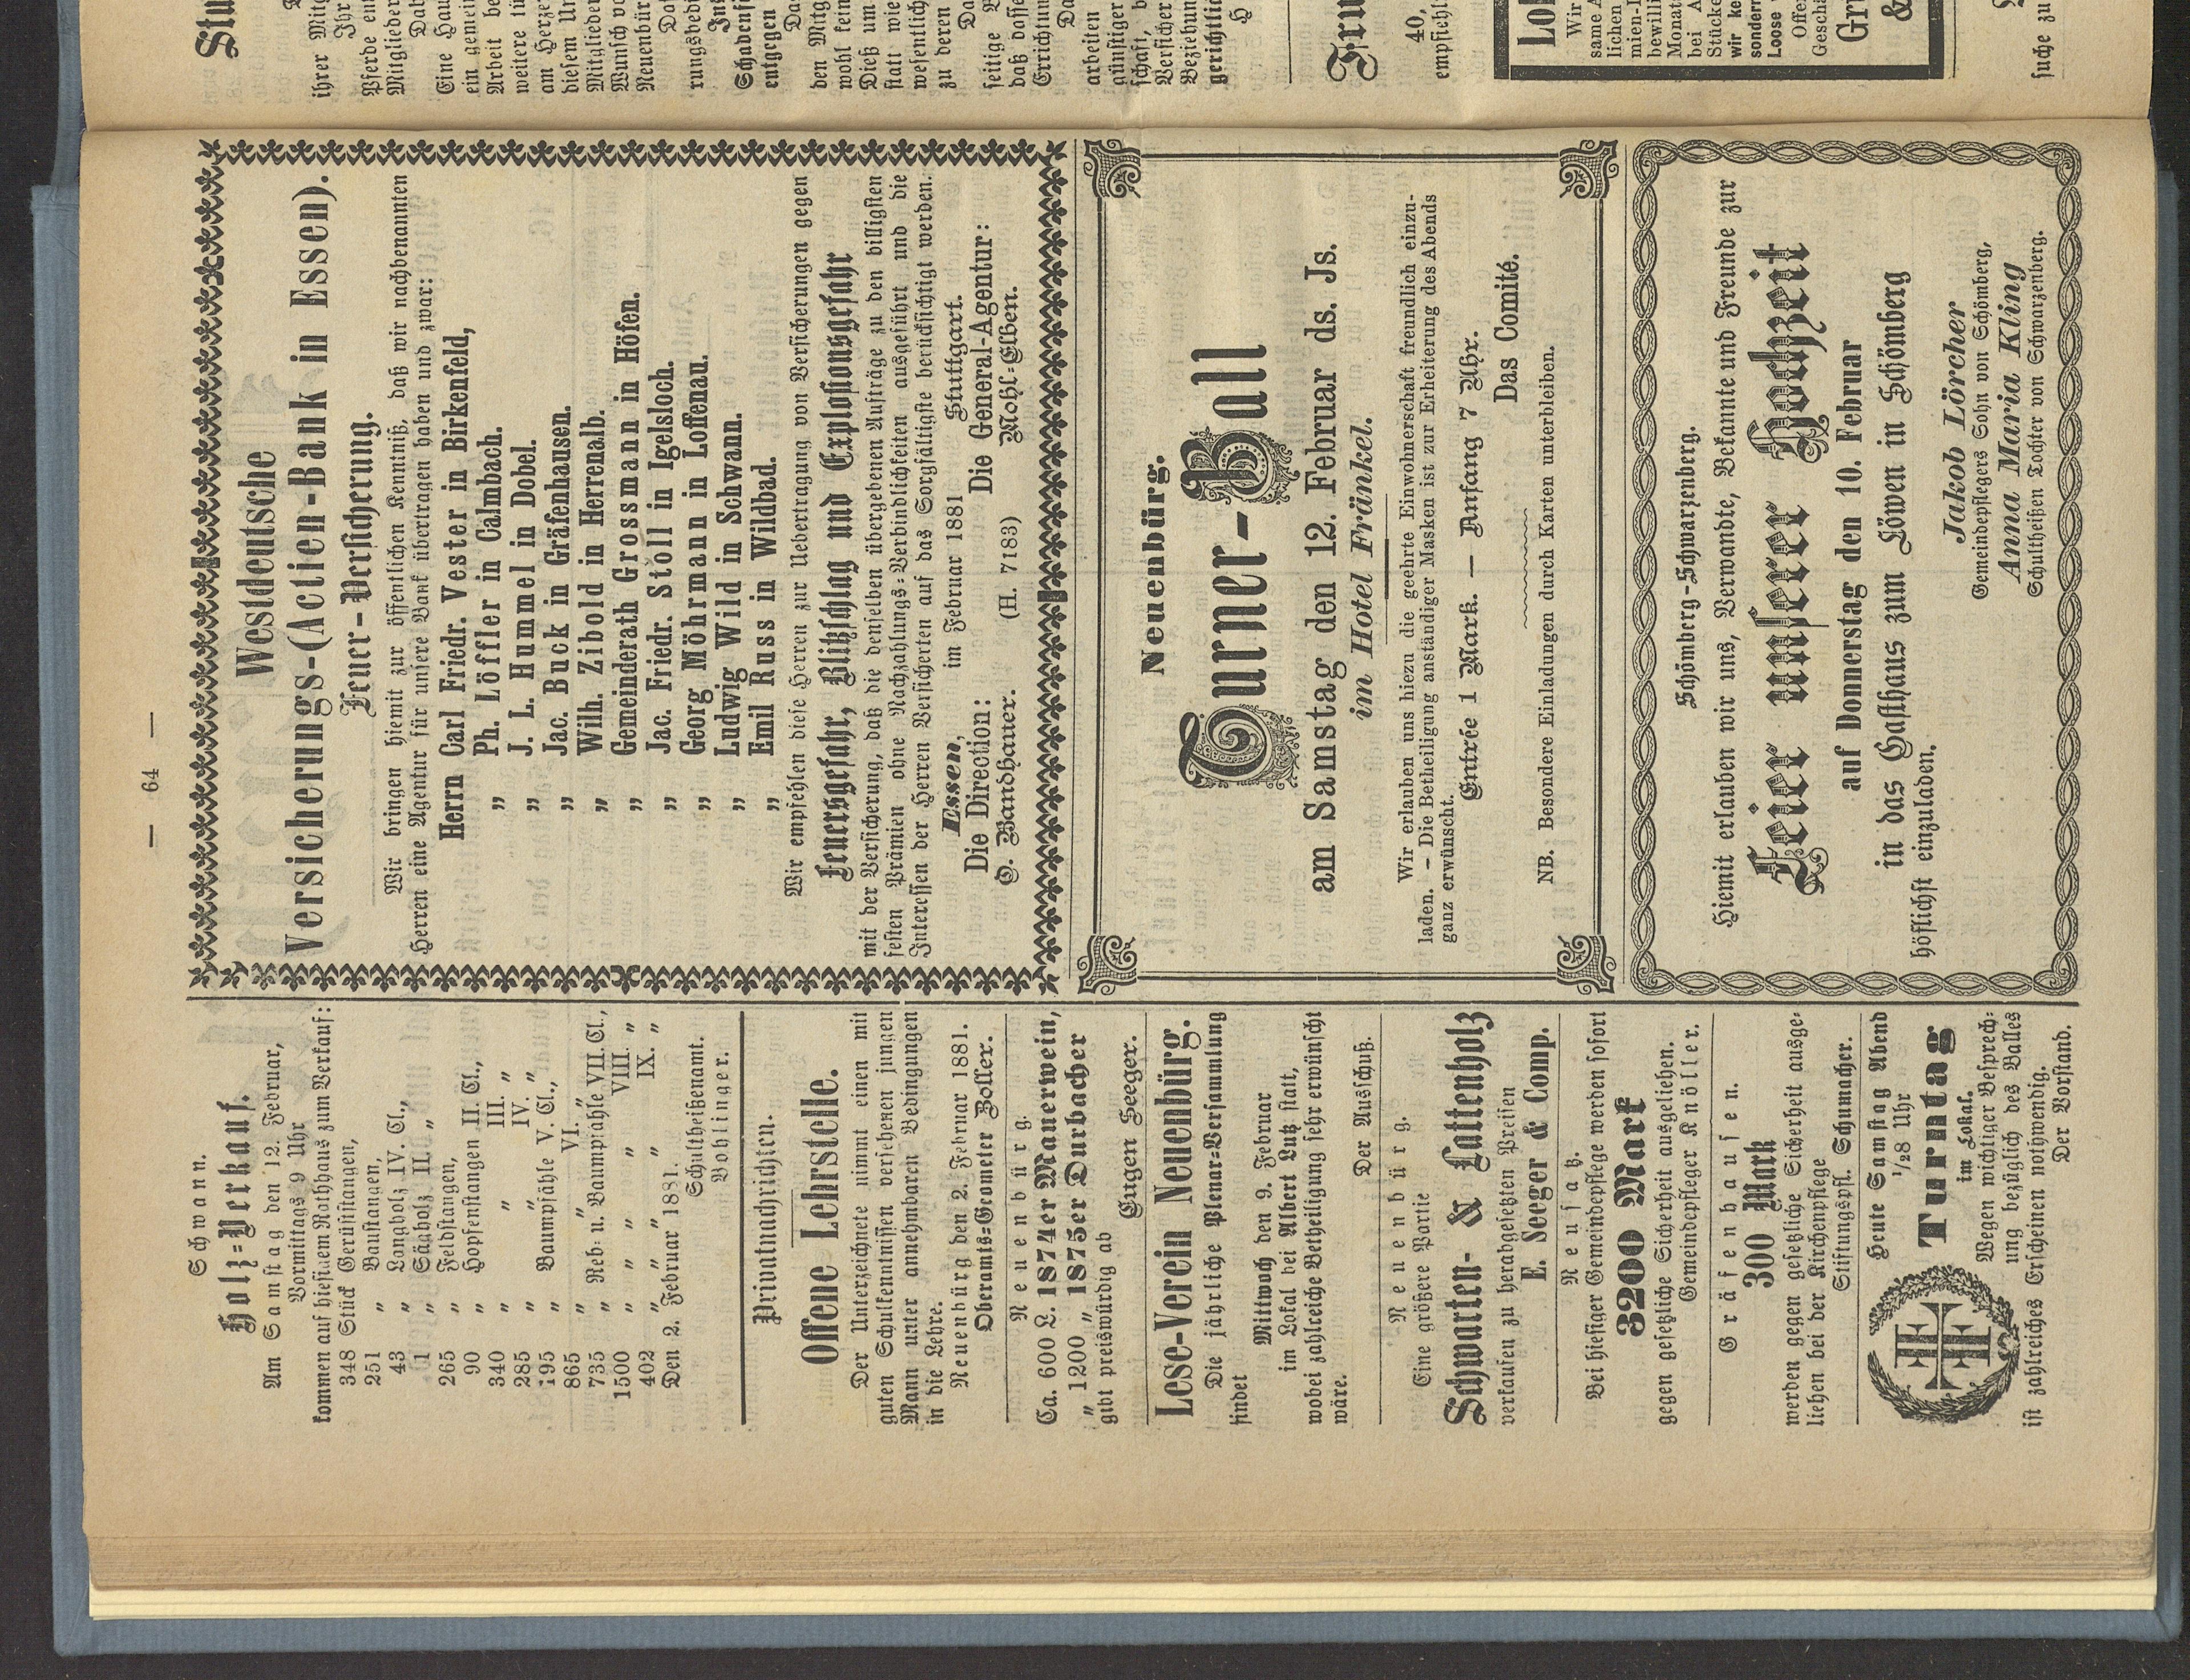 — 64 —
Schwann.
Holz=Verkauf.
Am Samstag den 12. Februar,
Vormittags 9 Uhr
kommen auf hiesigem Rathhaus zum Verkauf:
348 Stück Gerüststangen,
251 „ Baustangen,
43 „ Langholz IV. Cl.,
1 „ Sägholz II. „
265 „ Feldstangen,
90 „ Hopfenstangen II. Cl.,
340 „ „ III. „
285 „ „ IV. „
195 „ Baumpfähle V. Cl.,
865 „ „ VI. „
735 „ Reb= u. Baumpfähle VII. Cl.,
1500 „ „ „ „ VIII. „
402 „ „ „ „ IX. „
Den 2. Februar 1881.
Schultheißenamt.
Bohlinger.
Privatnachrichten.
Offene Lehrstelle.
Der Unterzeichnete nimmt einen mit
guten Schulkenntnissen versehenen jungen
Mann unter annehmbaren Bedingungen
in die Lehre.
Neuenbürg den 2. Februar 1881.
Oberamts=Geometer Boller.
Neuenbürg.
Ca. 600 L. 1874er Mauerwein,
„ 1200 „ 1875er Durbacher
gibt preiswürdig ab
Eugen Seeger.
Lese-Verein Neuenbürg.
Die jährliche Plenar=Versammlung
findet
Mittwoch den 9. Februar
im Lokal bei Albert Lutz statt,
wobei zahlreiche Betheiligung sehr erwünscht
wäre.
Der Ausschuß.
Neuenbürg.
Eine größere Partie
Schwarten- & Lattenholz
verkaufen zu herabgesetzten Preisen
E. Seeger & Comp.
Neusatz.
Bei hiesiger Gemeindepflege werden sofort
3200 Mark
gegen gesetzliche Sicherheit ausgeliehen.
Gemeindepfleger Knöller.
Gräfenhausen.
300 Mark
werden gegen gesetzliche Sicherheit ausge-
liehen bei der Kirchenpflege
Stiftungspfl. Schumacher.
Heute Samstag Abend
1/28 Uhr
Turntag
im Lokal.
Wegen wichtiger Besprech=
ung bezüglich des Balles
ist zahlreiches Erscheinen nothwendig.
Der Vorstand.
Westdeutsche
Versicherungs-(Actien-Bank in Essen).
Feuer-Versicherung.
Wir bringen hiemit zur öffentlichen Kenntniß, daß wir nachbenannten
Herren eine Agentur für unsere Bank übertragen haben und zwar:
Herrn Carl Friedr. Vester in Birkenfeld,
„ Ph. Löffler in Calmbach.
„ J. L. Hummel in Dobel.
„ Jac. Buck in Gräfenhausen.
„ Wilh. Zibold in Herrenalb.
„ Gemeinderath Grossmann in Höfen.
„ Jac. Friedr. Stoll in Igelsloch.
„ Georg Möhrmann in Loffenau.
„ Ludwig Wild in Schwann.
„ Emil Russ in Wildbad.
Wir empfehlen diese Herren zur Uebertragung von Versicherungen gegen
Feuersgefahr, Blitzschlag und Explosionsgefahr
mit der Versicherung, daß die denselben übergebenen Aufträge zu den billigsten
festen Prämien ohne Nachzahlungs=Verbindlichkeiten ausgeführt und die
Interessen der Herren Versicherten auf das Sorgfältigste berücksichtigt werden.
Essen, im Februar 1881 Stuttgart.
Die Direction: Die General-Agentur:
O. Bandhauer. (H. 7183) Mohl=Elben.
Neuenbürg.
Turner-Ball
am Samstag den 12. Februar ds. Js.
im Hotel Fränkel.
Wir erlauben uns hiezu die geehrte Einwohnerschaft freundlich einzu-
laden. – Die Betheiligung anständiger Masken ist zur Erheiterung des Abends
ganz erwünscht.
Entrée 1 Mark. — Anfang 7 Uhr.
Das Comité.
NB. Besondere Einladungen durch Karten unterbleiben.
Schömberg-Schwarzenberg.
Hiemit erlauben wir uns, Verwandte, Bekannte und Freunde zur
Feier unserer Hochzeit
auf Donnerstag den 10. Februar
in das Gasthaus zum Löwen in Schömberg
höflichst einzuladen.
Jakob Lörcher
Gemeindepflegers Sohn von Schömberg,
Anna Maria Kling
Schultheißen Tochter von Schwarzenberg.